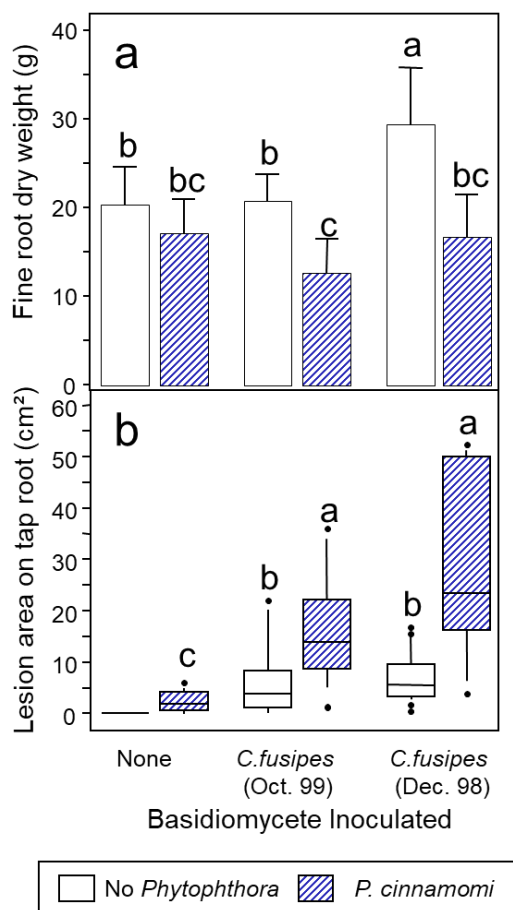 Fine root dry weight (g)
a
40
30
20
10
0
b
bc
b
c
a
bc
Lesion area on tap root (cm²)
b
60
50
30
20
10
0
c
b
a
b
a
None
C.fusipes
(Oct. 99)
C.fusipes
(Dec. 98)
Basidiomycete Inoculated
No Phytophthora
P. cinnamomi